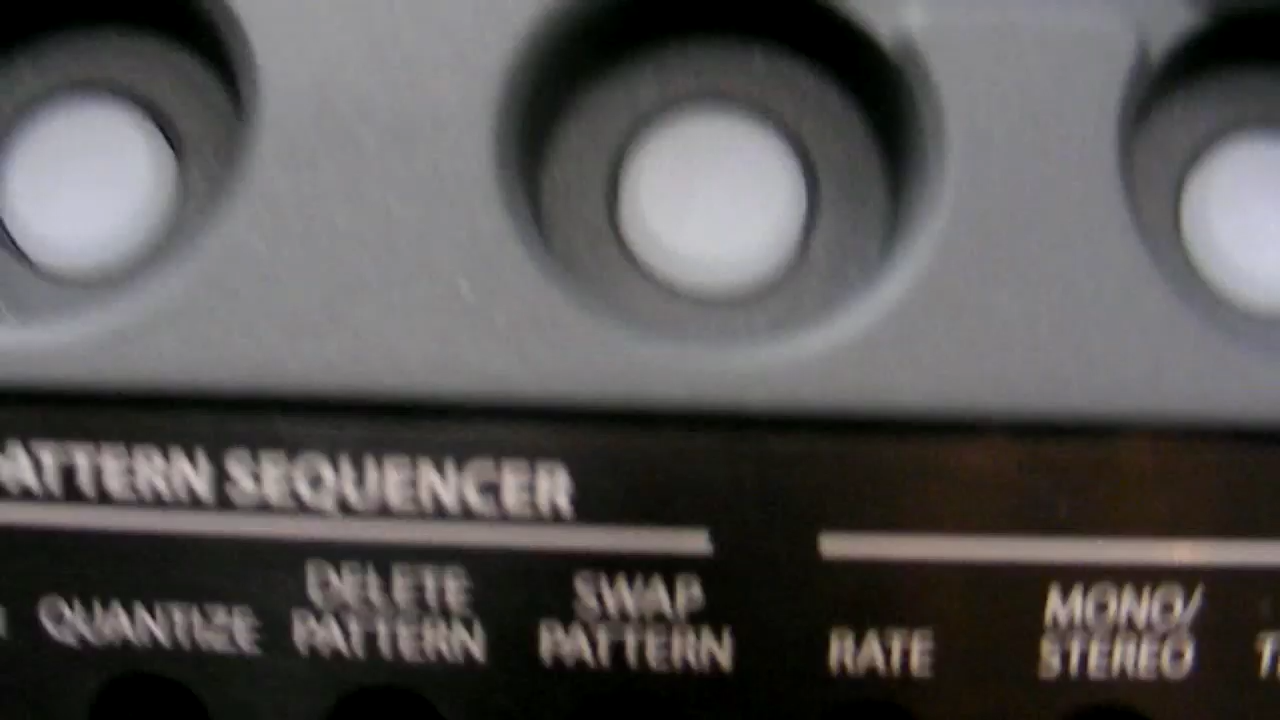 PATTERN SEQUENCER
QUANTIZE
DELETE
PATTERN
SWAP
PATTERN
RATE
MONO/
STEREO